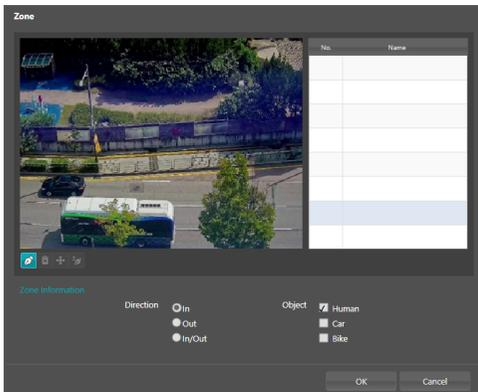 Zone
No. Name
Zone Information
Direction In Object Human
Out Car
In/Out Bike
OK Cancel